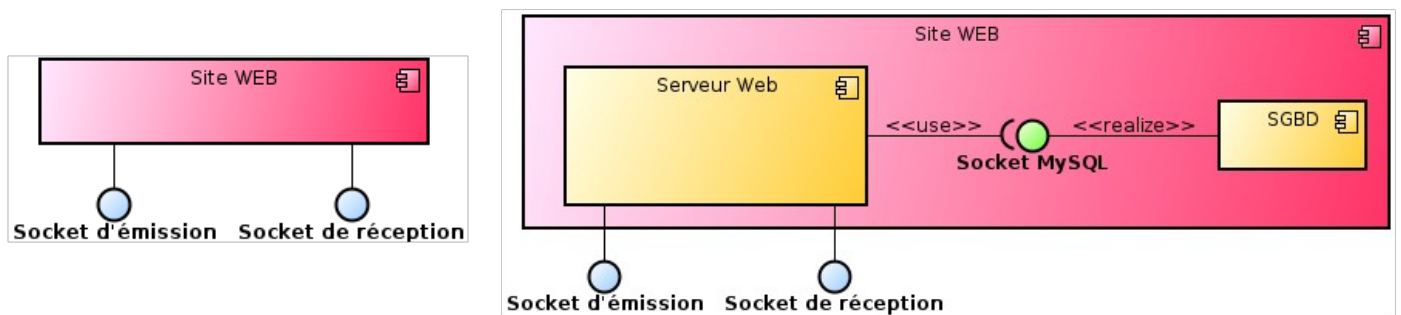 Site WEB
Socket d'émission Socket de réception
Site WEB
Serveur Web
<<use>> <<realize>> SGBD
Socket MySQL
Socket d'émission Socket de réception